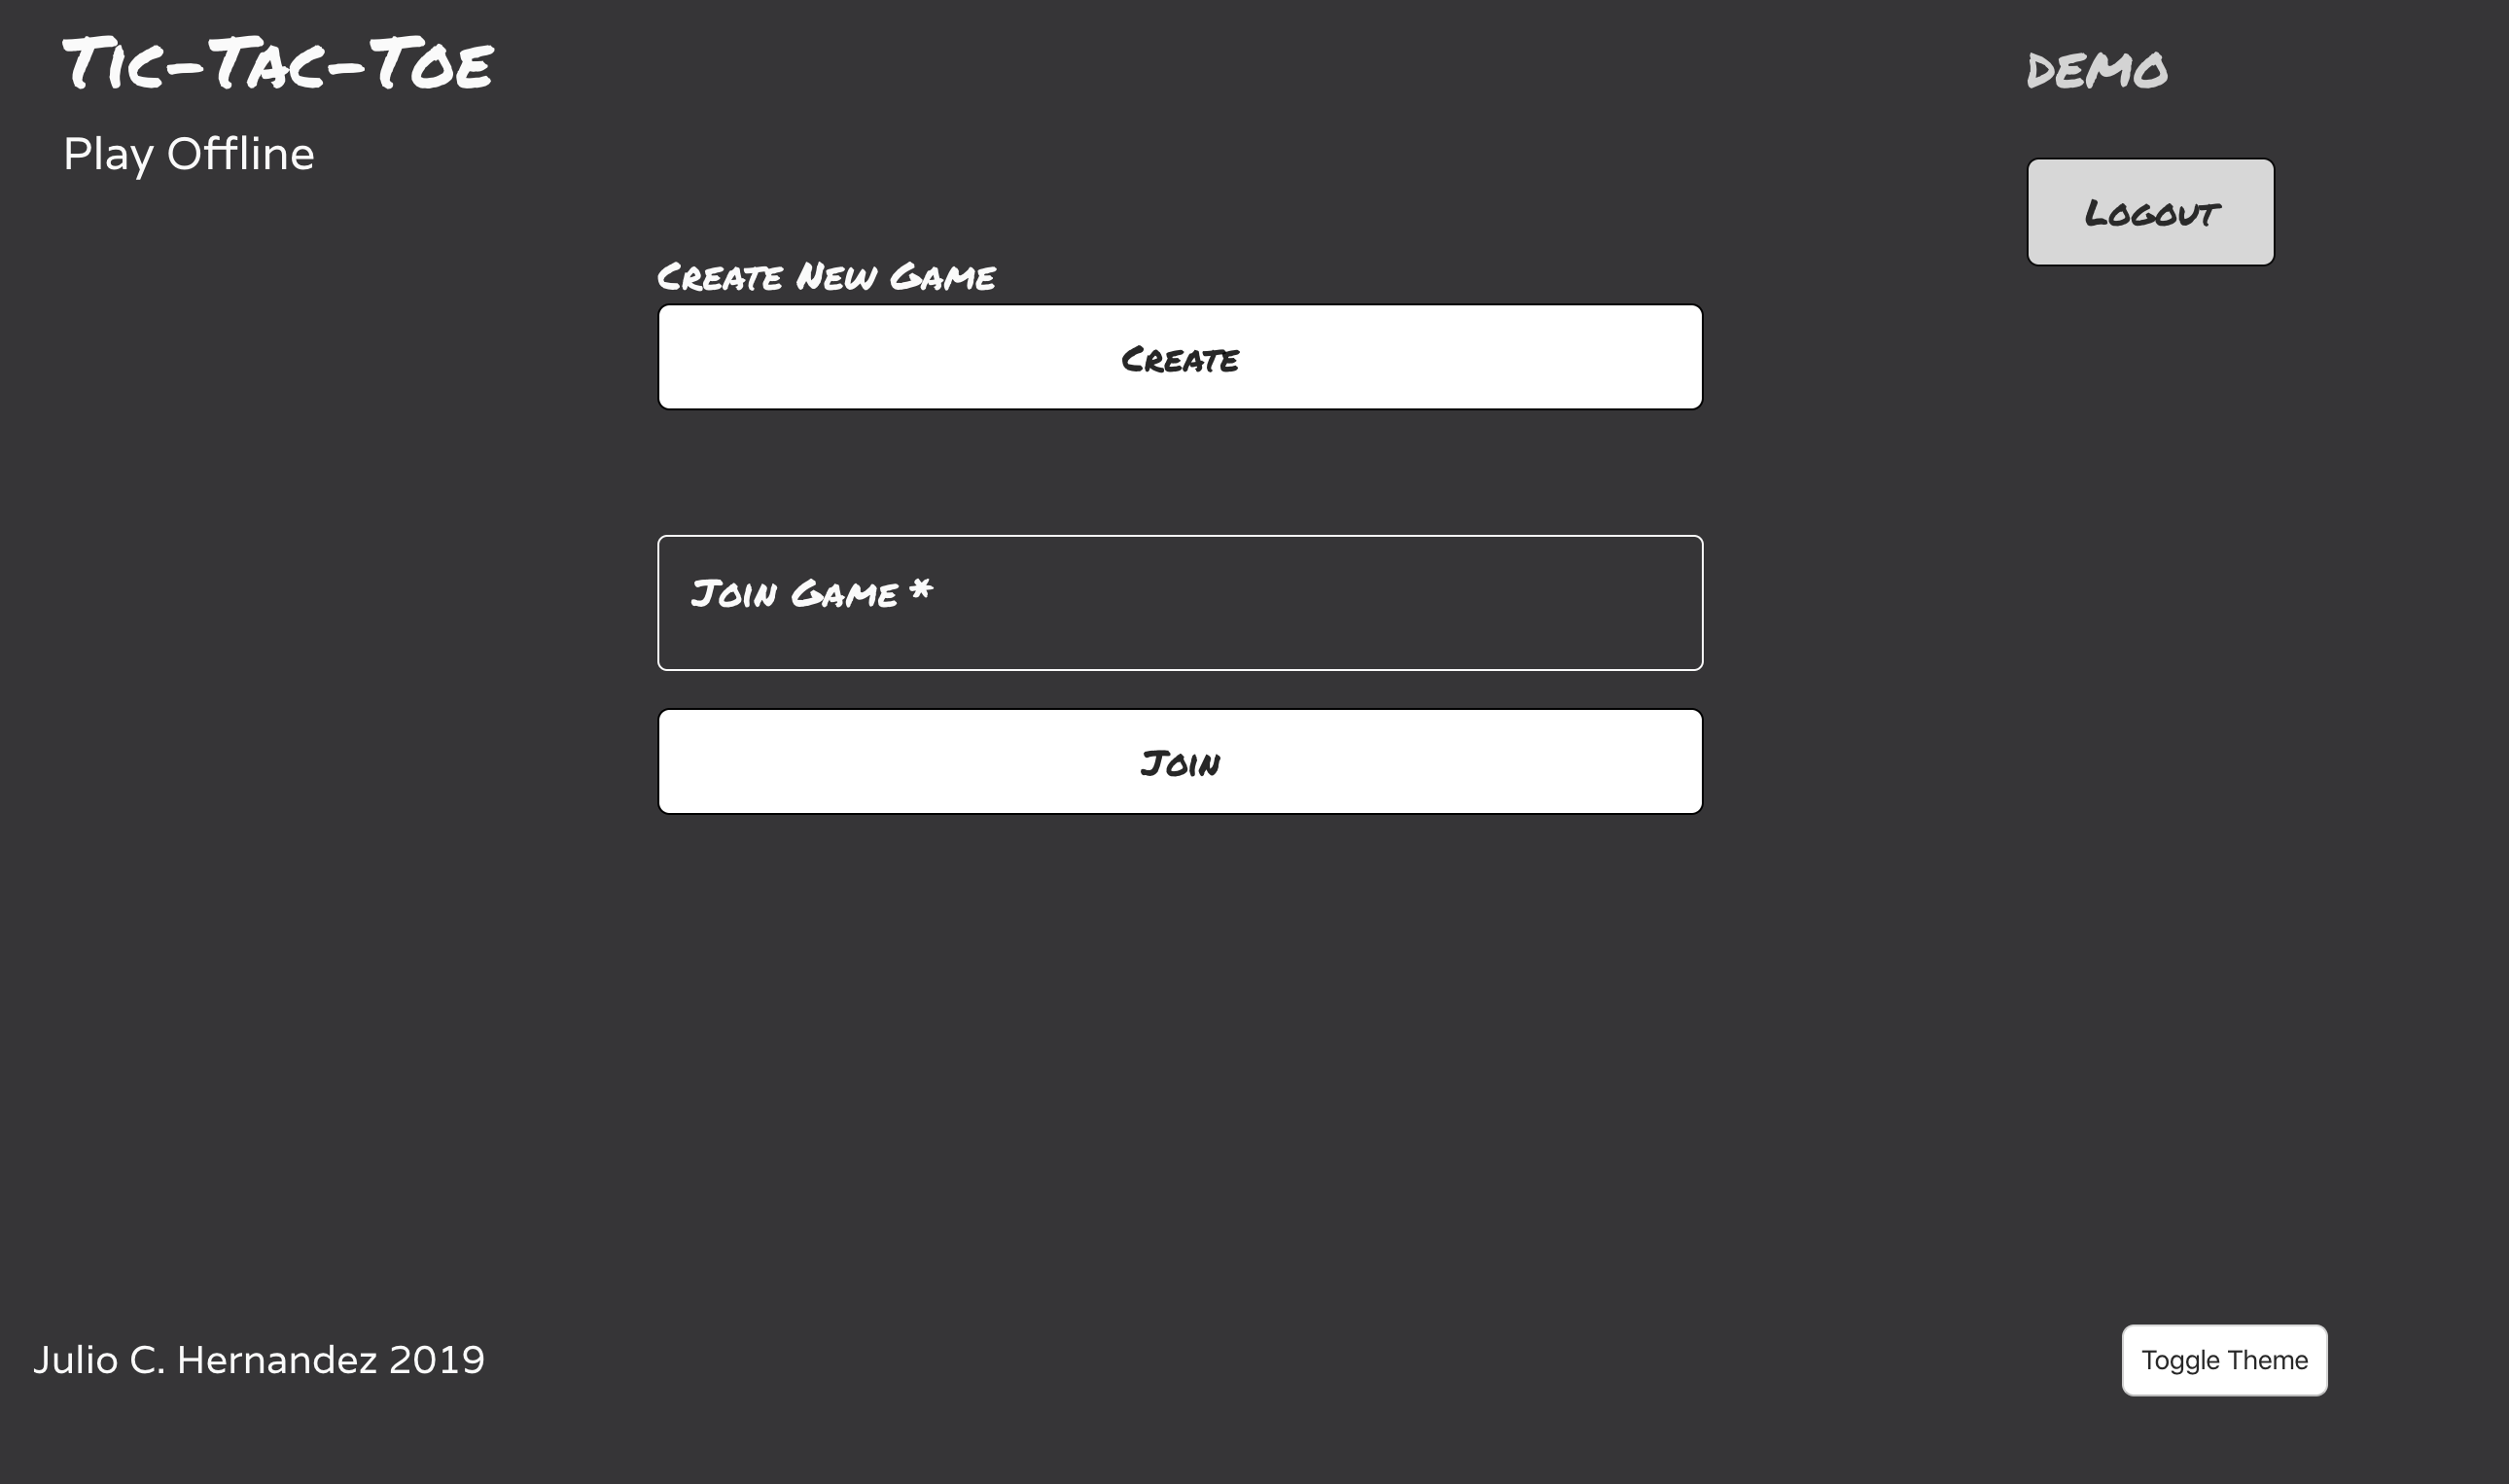 Tic-Tac-Toe
DEMO
Play Offline
Logout
Create New Game
Create
Join Game *
Join
Julio C. Hernandez 2019
Toggle Theme